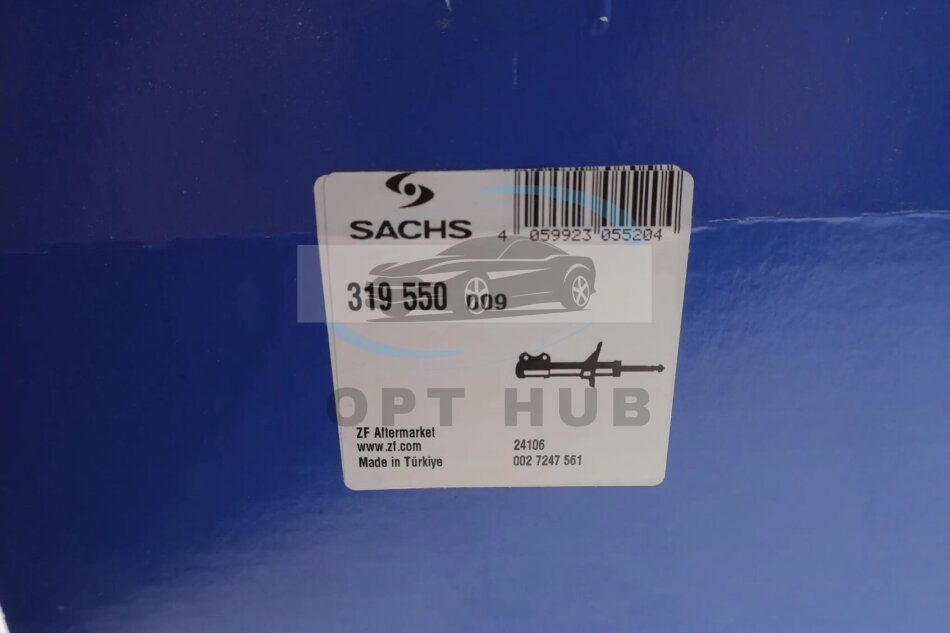 SACHS
4 059923 055204
319 550 009
OPT HUB
ZF Aftermarket
www.zf.com
Made in Türkiye
24106
002 7247 561